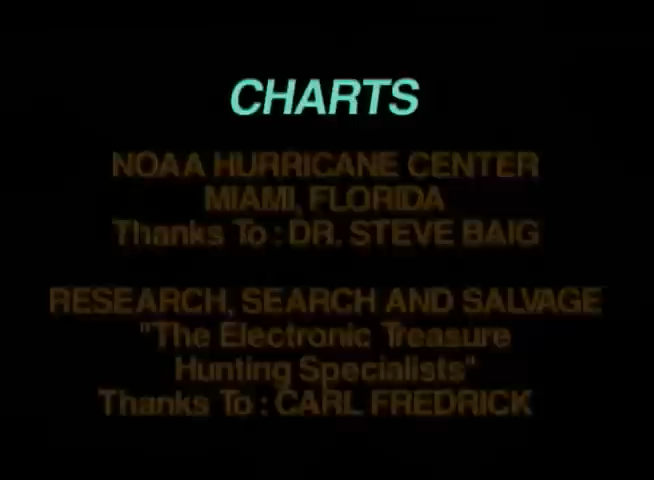 CHARTS
NOAA HURRICANE CENTER
MIAMI, FLORIDA
Thanks To : DR. STEVE BAIG
RESEARCH, SEARCH AND SALVAGE
"The Electronic Treasure
Hunting Specialists"
Thanks To : CARL FREDRICK